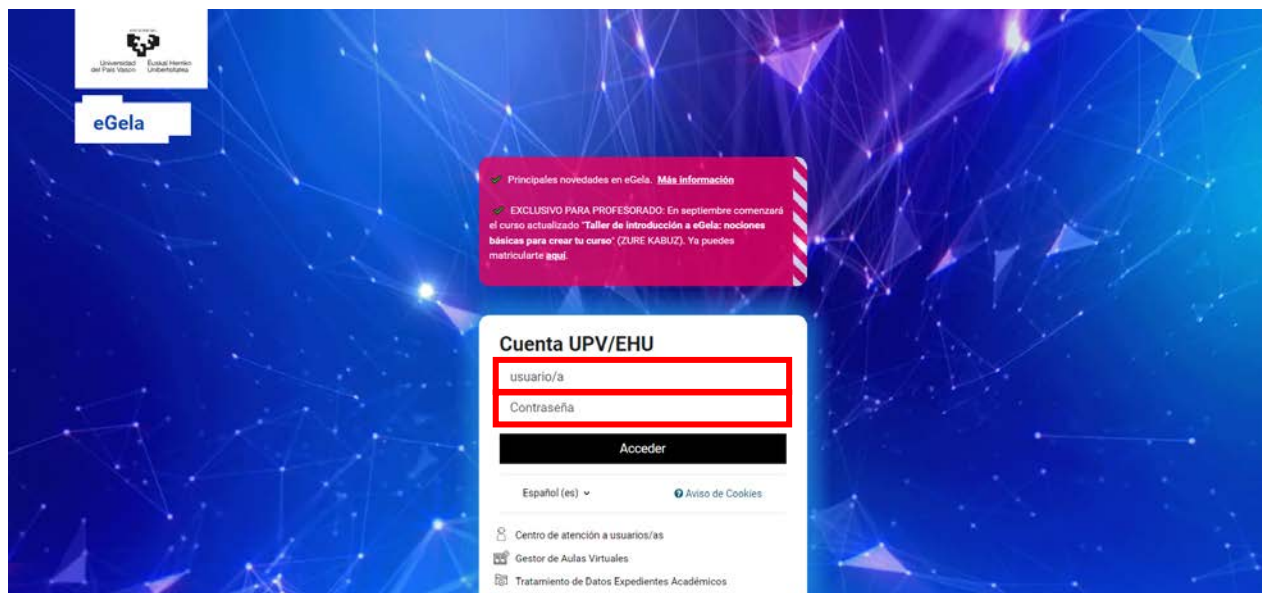 Universidad
del País Vasco
Euskal Herriko
Unibertsitatea
eGela
Principales novedades en eGela. Más información
EXCLUSIVO PARA PROFESORADO: En septiembre comenzará
el curso actualizado "Taller de introducción a eGela: nociones
básicas para crear tu curso" (ZURE KABUZ). Ya puedes
matricularte aquí.
Cuenta UPV/EHU
usuario/a
Contraseña
Acceder
Español (es)
Aviso de Cookies
Centro de atención a usuarios/as
Gestor de Aulas Virtuales
Tratamiento de Datos Expedientes Académicos